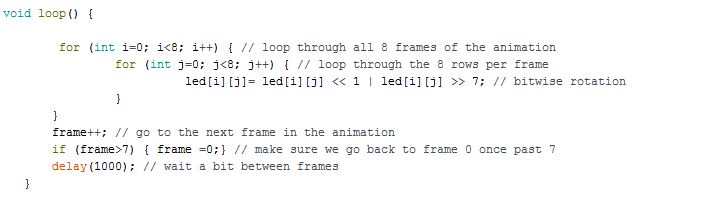 void loop() {
for (int i=0; i<8; i++) { // loop through all 8 frames of the animation
for (int j=0; j<8; j++) { // loop through the 8 rows per frame
led[i][j]= led[i][j] << 1 | led[i][j] >> 7; // bitwise rotation
}
}
frame++; // go to the next frame in the animation
if (frame>7) { frame =0;} // make sure we go back to frame 0 once past 7
delay(1000); // wait a bit between frames
}